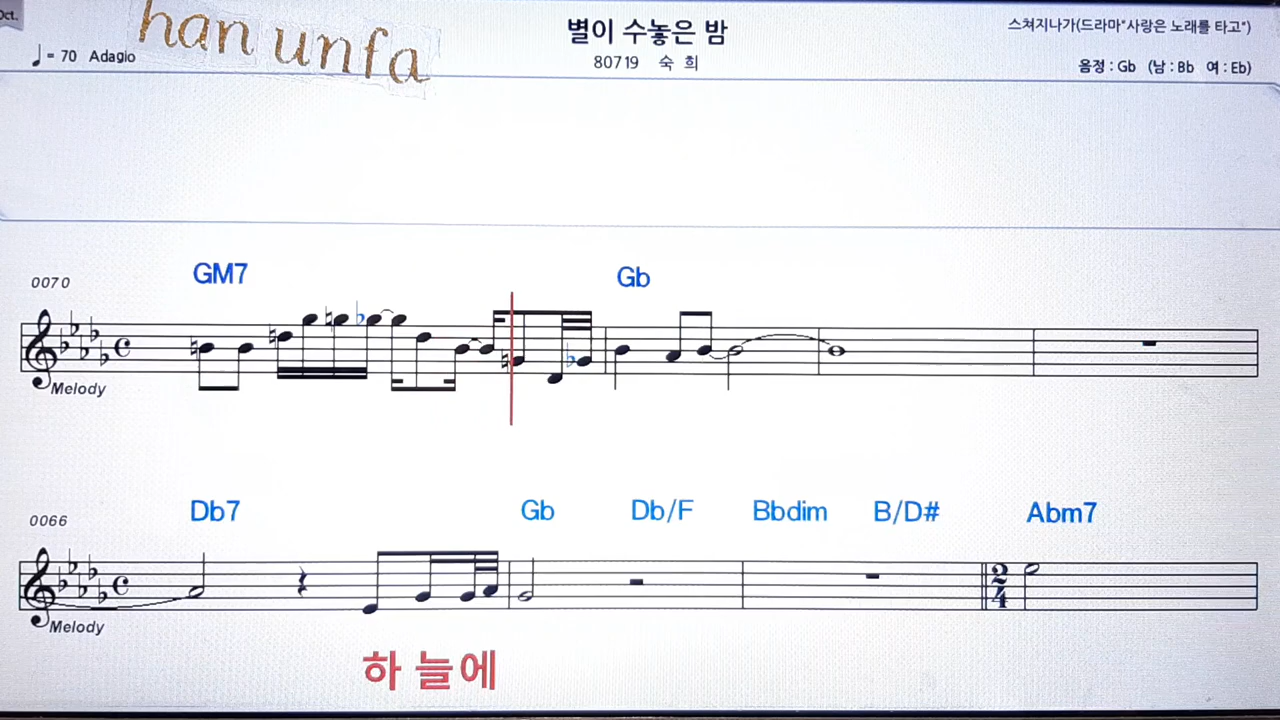 Oct.
han unfa
별이 수놓은 밤
스쳐지나가(드라마"사랑은 노래를 타고")
♩= 70 Adagio
80719 숙 희
음정 : Gb (남 : Bb 여 : Eb)
0070
GM7 Gb
Melody
0066
Db7 Gb Db/F Bbdim B/D# Abm7
2
4
Melody
하 늘에